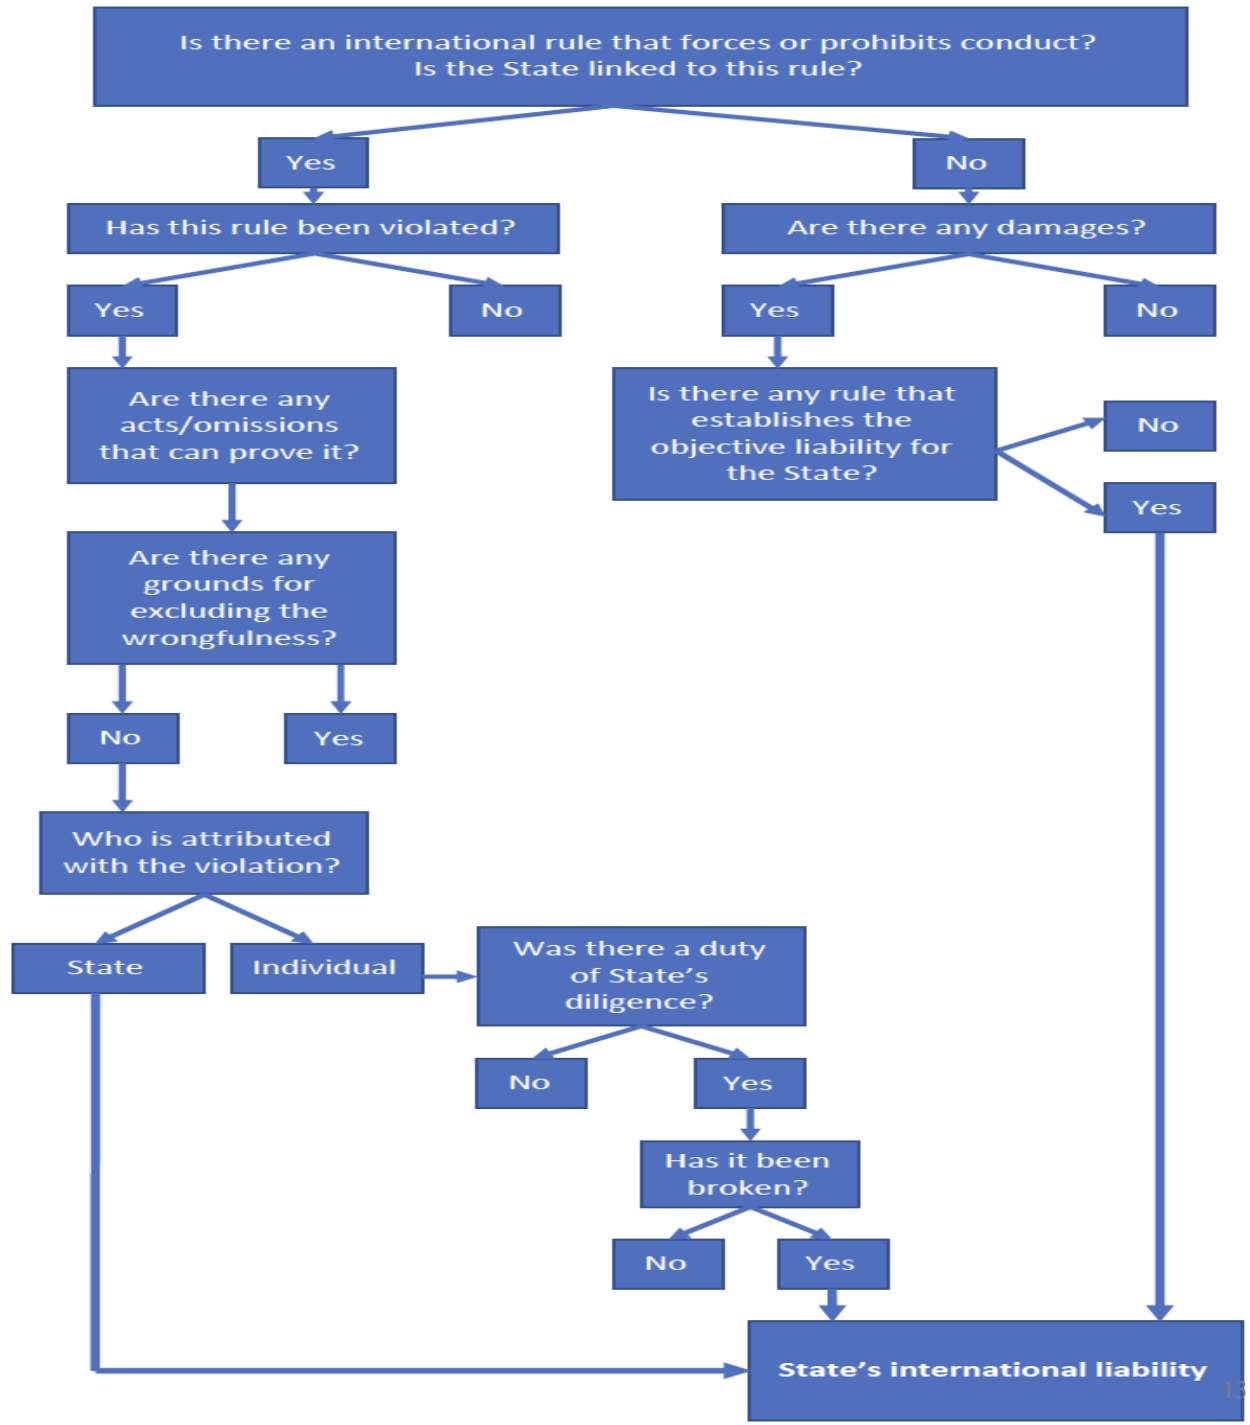 Is there an international rule that forces or prohibits conduct?
Is the State linked to this rule?
Yes
No
Has this rule been violated?
Are there any damages?
Yes
No
Yes
No
Are there any
acts/omissions
that can prove it?
Is there any rule that
establishes the
objective liability for
the State?
No
Yes
Are there any
grounds for
excluding the
wrongfulness?
No
Yes
Who is attributed
with the violation?
State
Individual
Was there a duty
of State’s
diligence?
No
Yes
Has it been
broken?
No
Yes
State’s international liability
13